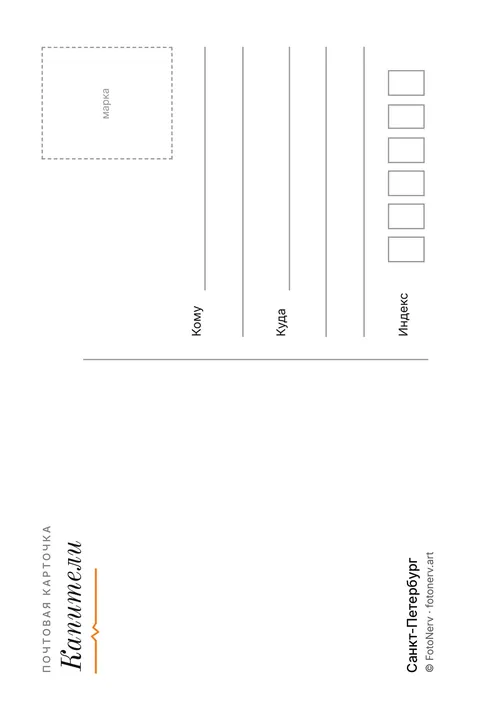 ПОЧТОВАЯ КАРТОЧКА
Капители
Санкт-Петербург
© FotoNerv · fotonerv.art
марка
Кому
Куда
Индекс